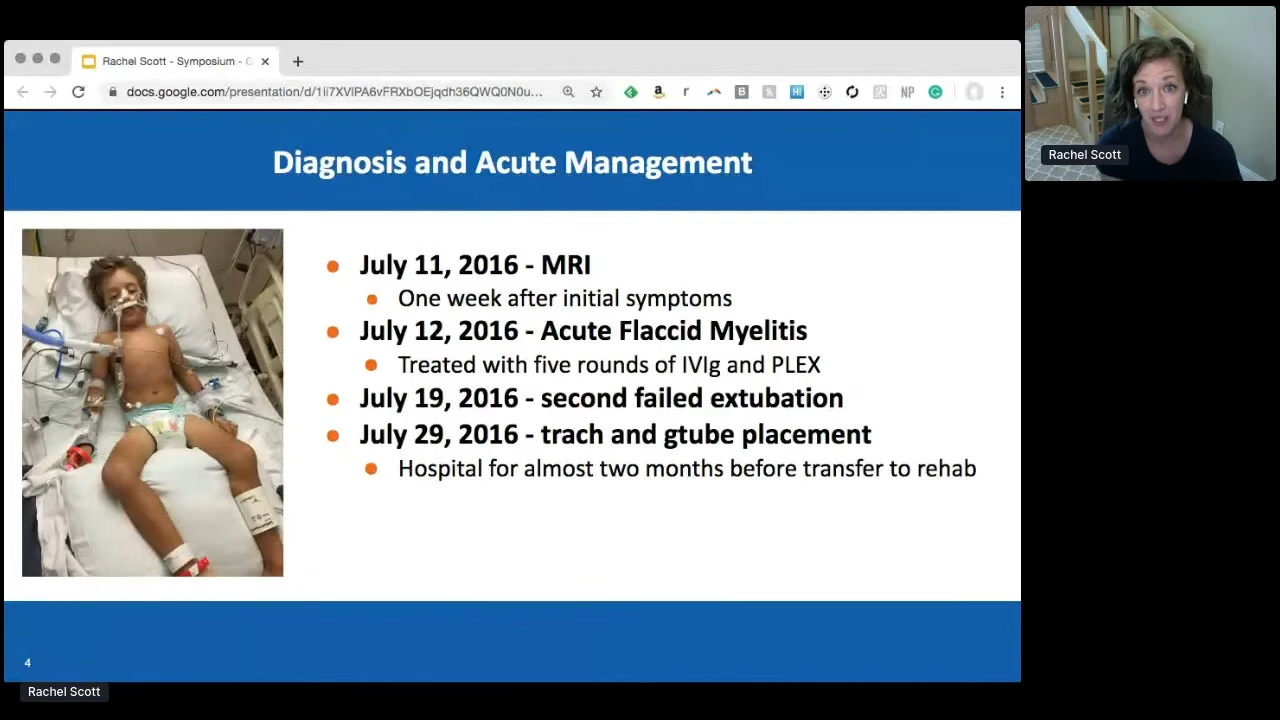 Rachel Scott - Symposium - G
docs.google.com/presentation/d/1Ii7XVlPA6vFRXbOEjqdh36QWQ0N0u...
Diagnosis and Acute Management
July 11, 2016 - MRI
One week after initial symptoms
July 12, 2016 - Acute Flaccid Myelitis
Treated with five rounds of IVIg and PLEX
July 19, 2016 - second failed extubation
July 29, 2016 - trach and gtube placement
Hospital for almost two months before transfer to rehab
4
Rachel Scott
Rachel Scott